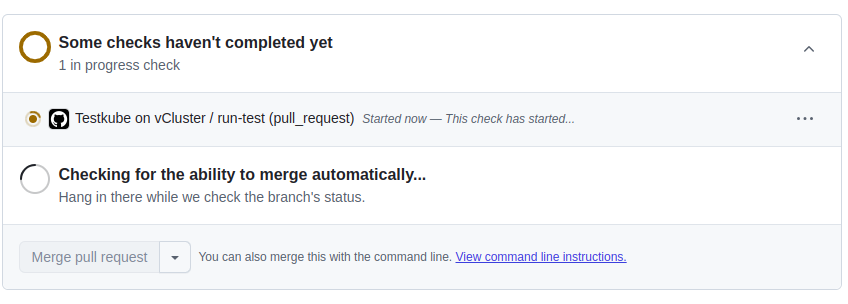 Some checks haven't completed yet
1 in progress check
Testkube on vCluster / run-test (pull_request) Started now — This check has started...
Checking for the ability to merge automatically...
Hang in there while we check the branch's status.
Merge pull request You can also merge this with the command line. View command line instructions.